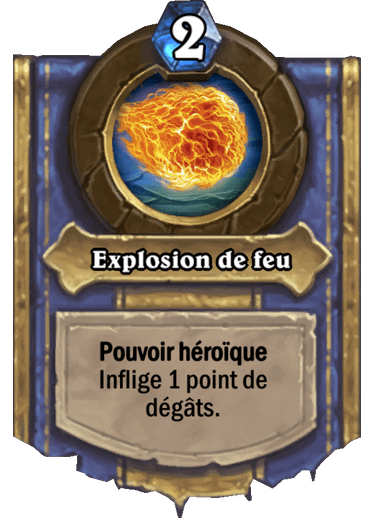 2
Explosion de feu
Pouvoir héroïque
Inflige 1 point de
dégâts.